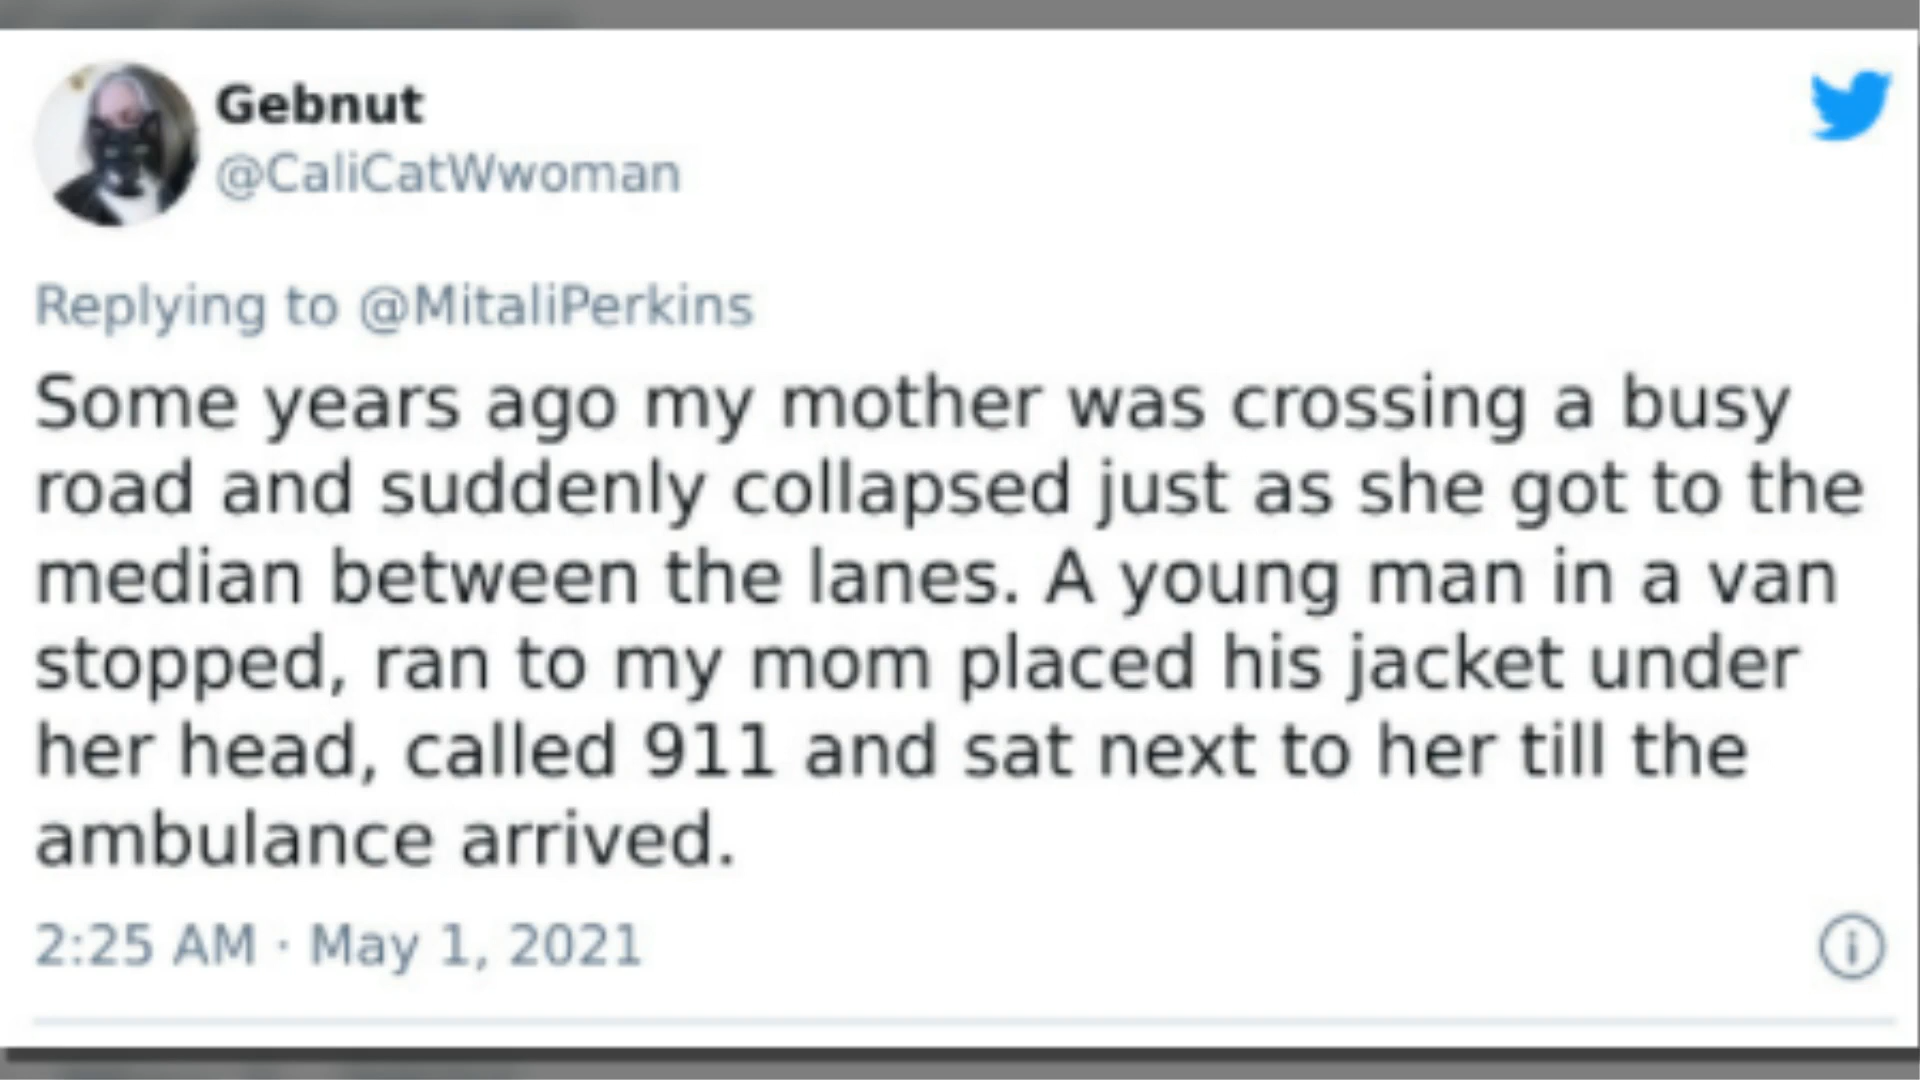 Gebnut
@CaliCatWwoman
Replying to @MitaliPerkins
Some years ago my mother was crossing a busy
road and suddenly collapsed just as she got to the
median between the lanes. A young man in a van
stopped, ran to my mom placed his jacket under
her head, called 911 and sat next to her till the
ambulance arrived.
2:25 AM · May 1, 2021